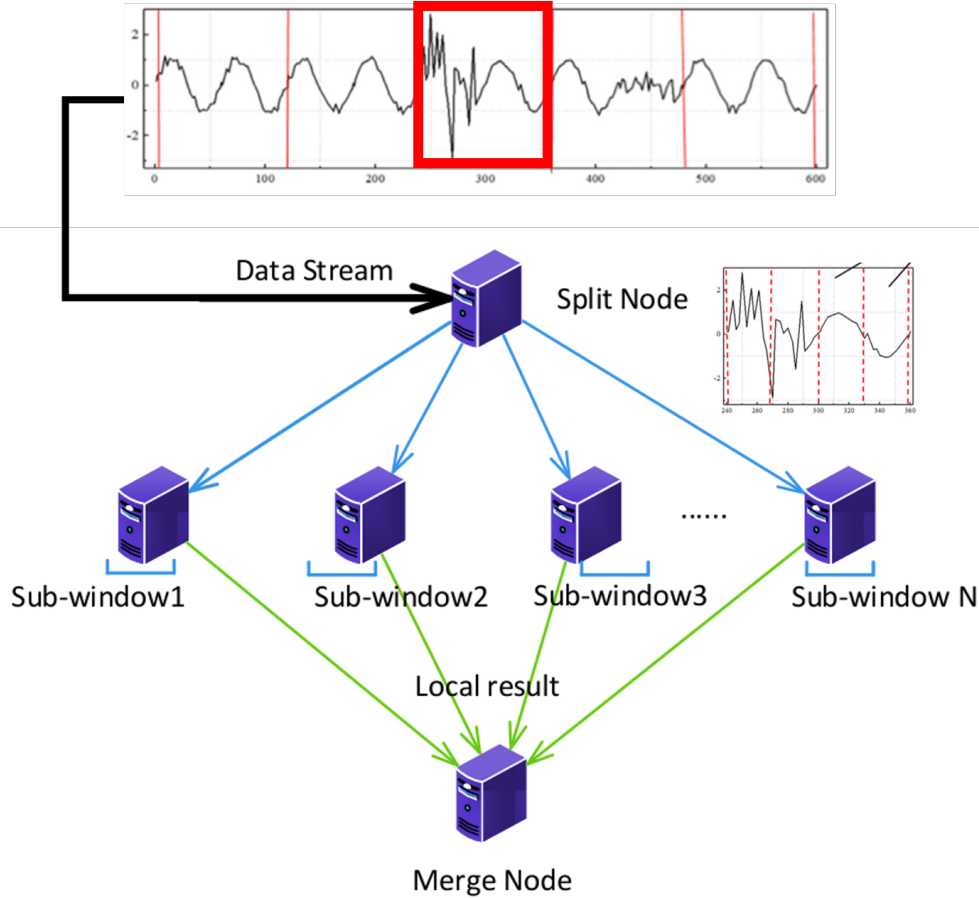 2
0
-2
0 100 200 300 400 500 600
Data Stream
Split Node
2
0
-2
240 260 280 300 320 340 360
......
Sub-window1 Sub-window2 Sub-window3 Sub-window N
Local result
Merge Node